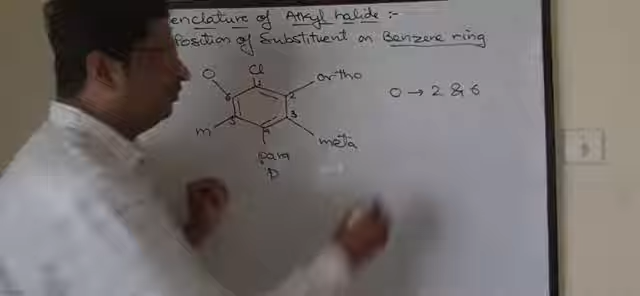 enclature of Alkyl halide :-
Position of Substituent on Benzene ring
O Cl ortho
1
6 2
O → 2 & 6
5 3
m 4 meta
para
p